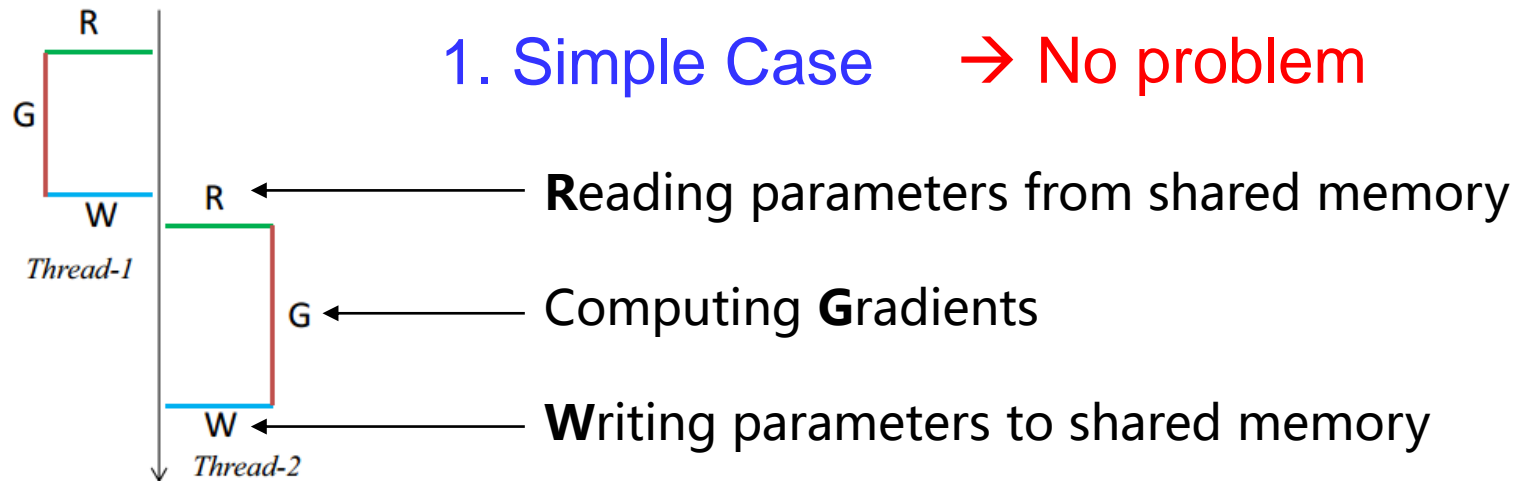 R
1. Simple Case → No problem
G
R
Reading parameters from shared memory
W
Thread-1
G
Computing Gradients
W
Writing parameters to shared memory
Thread-2